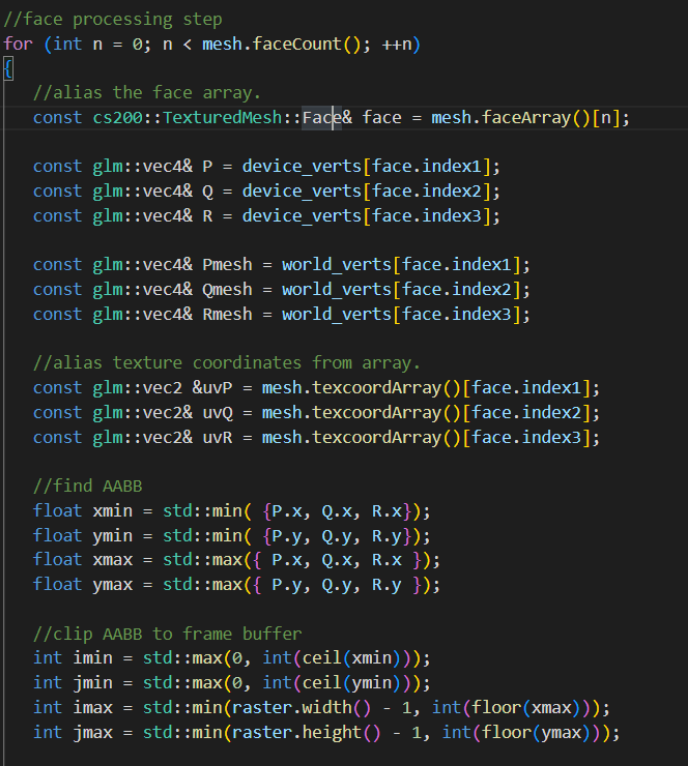 //face processing step
for (int n = 0; n < mesh.faceCount(); ++n)
{
//alias the face array.
const cs200::TexturedMesh::Face& face = mesh.faceArray()[n];
const glm::vec4& P = device_verts[face.index1];
const glm::vec4& Q = device_verts[face.index2];
const glm::vec4& R = device_verts[face.index3];
const glm::vec4& Pmesh = world_verts[face.index1];
const glm::vec4& Qmesh = world_verts[face.index2];
const glm::vec4& Rmesh = world_verts[face.index3];
//alias texture coordinates from array.
const glm::vec2 &uvP = mesh.texcoordArray()[face.index1];
const glm::vec2& uvQ = mesh.texcoordArray()[face.index2];
const glm::vec2& uvR = mesh.texcoordArray()[face.index3];
//find AABB
float xmin = std::min( {P.x, Q.x, R.x});
float ymin = std::min( {P.y, Q.y, R.y});
float xmax = std::max({ P.x, Q.x, R.x });
float ymax = std::max({ P.y, Q.y, R.y });
//clip AABB to frame buffer
int imin = std::max(0, int(ceil(xmin)));
int jmin = std::max(0, int(ceil(ymin)));
int imax = std::min(raster.width() - 1, int(floor(xmax)));
int jmax = std::min(raster.height() - 1, int(floor(ymax)));